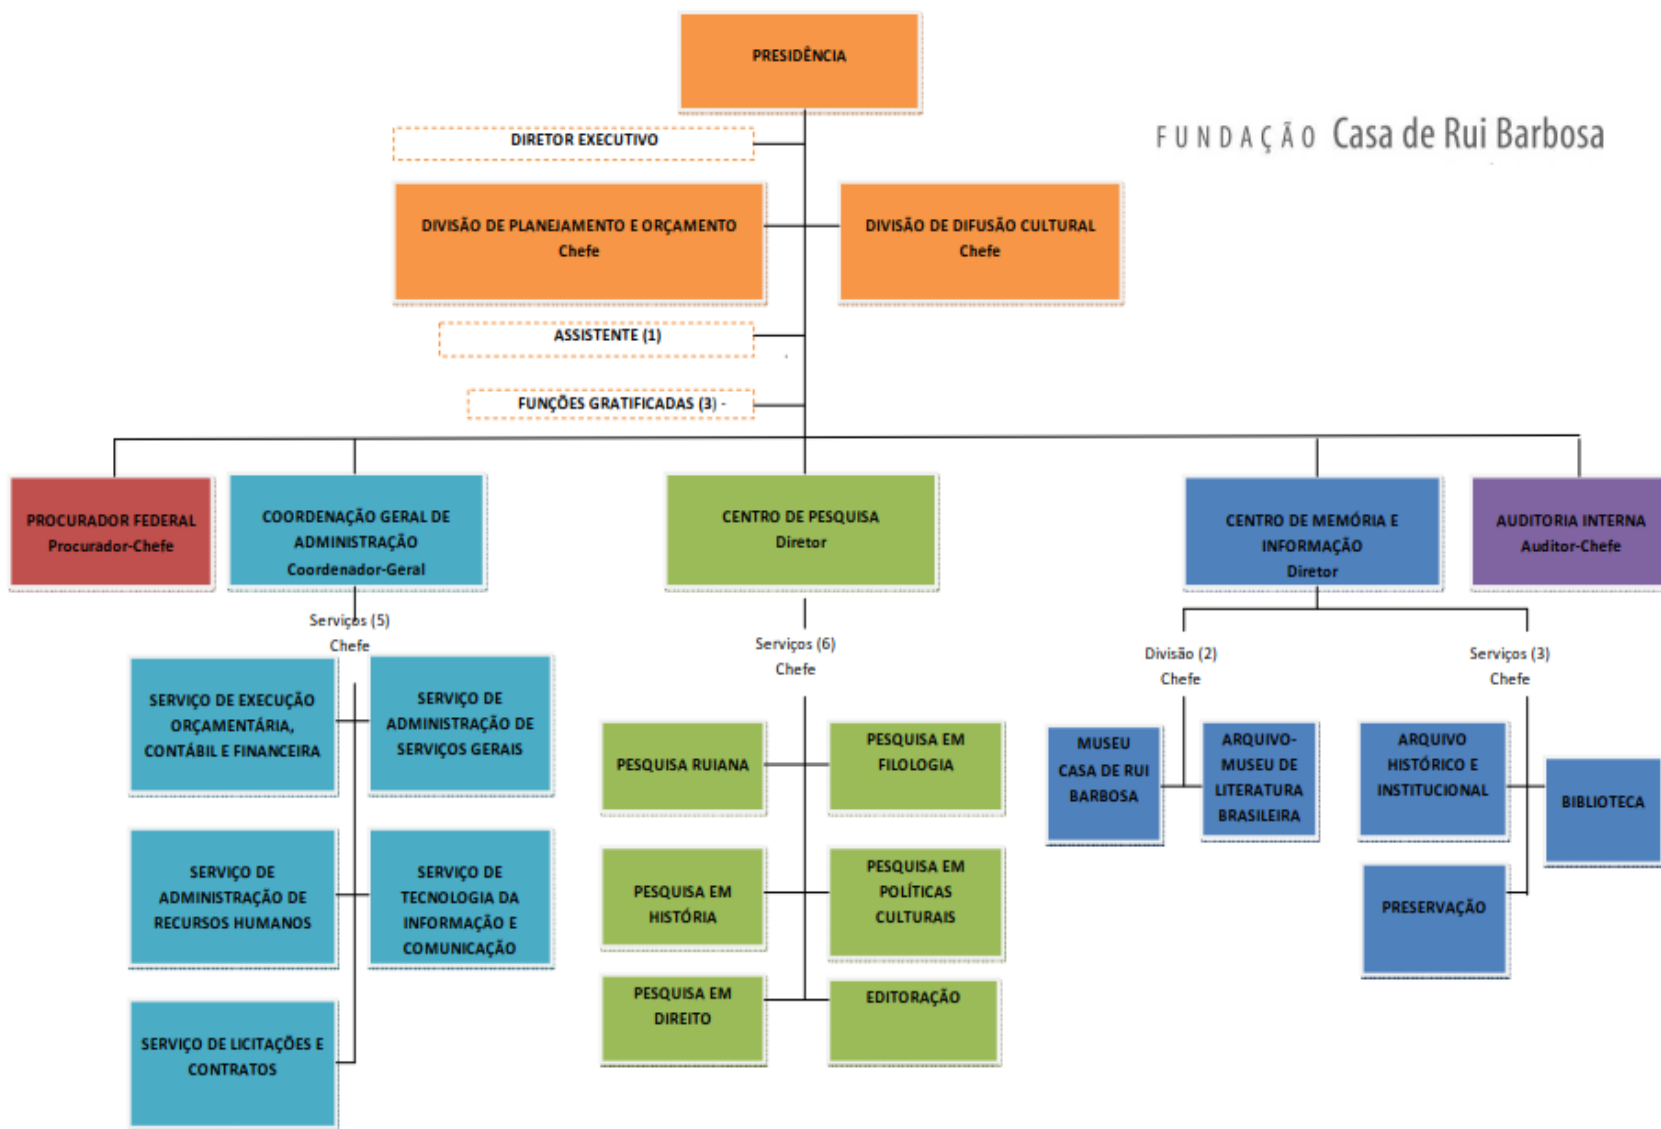 PRESIDÊNCIA
FUNDAÇÃO Casa de Rui Barbosa
DIRETOR EXECUTIVO
DIVISÃO DE PLANEJAMENTO E ORÇAMENTO
Chefe
DIVISÃO DE DIFUSÃO CULTURAL
Chefe
ASSISTENTE (1)
FUNÇÕES GRATIFICADAS (3) -
PROCURADOR FEDERAL
Procurador-Chefe
COORDENAÇÃO GERAL DE
ADMINISTRAÇÃO
Coordenador-Geral
CENTRO DE PESQUISA
Diretor
CENTRO DE MEMÓRIA E
INFORMAÇÃO
Diretor
AUDITORIA INTERNA
Auditor-Chefe
Serviços (5)
Chefe
SERVIÇO DE EXECUÇÃO
ORÇAMENTÁRIA,
CONTÁBIL E FINANCEIRA
SERVIÇO DE
ADMINISTRAÇÃO DE
SERVIÇOS GERAIS
SERVIÇO DE
ADMINISTRAÇÃO DE
RECURSOS HUMANOS
SERVIÇO DE
TECNOLOGIA DA
INFORMAÇÃO E
COMUNICAÇÃO
SERVIÇO DE LICITAÇÕES E
CONTRATOS
Serviços (6)
Chefe
PESQUISA RUIANA
PESQUISA EM
FILOLOGIA
PESQUISA EM
HISTÓRIA
PESQUISA EM
POLÍTICAS
CULTURAIS
PESQUISA EM
DIREITO
EDITORAÇÃO
Divisão (2)
Chefe
MUSEU
CASA DE RUI
BARBOSA
ARQUIVO-
MUSEU DE
LITERATURA
BRASILEIRA
Serviços (3)
Chefe
ARQUIVO
HISTÓRICO E
INSTITUCIONAL
BIBLIOTECA
PRESERVAÇÃO